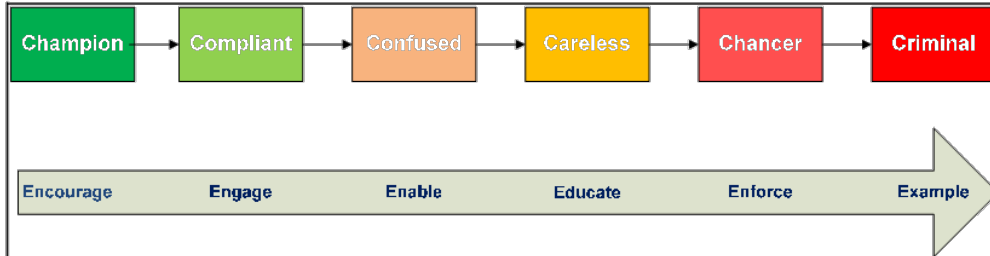 Champion Compliant Confused Careless Chancer Criminal
Encourage Engage Enable Educate Enforce Example